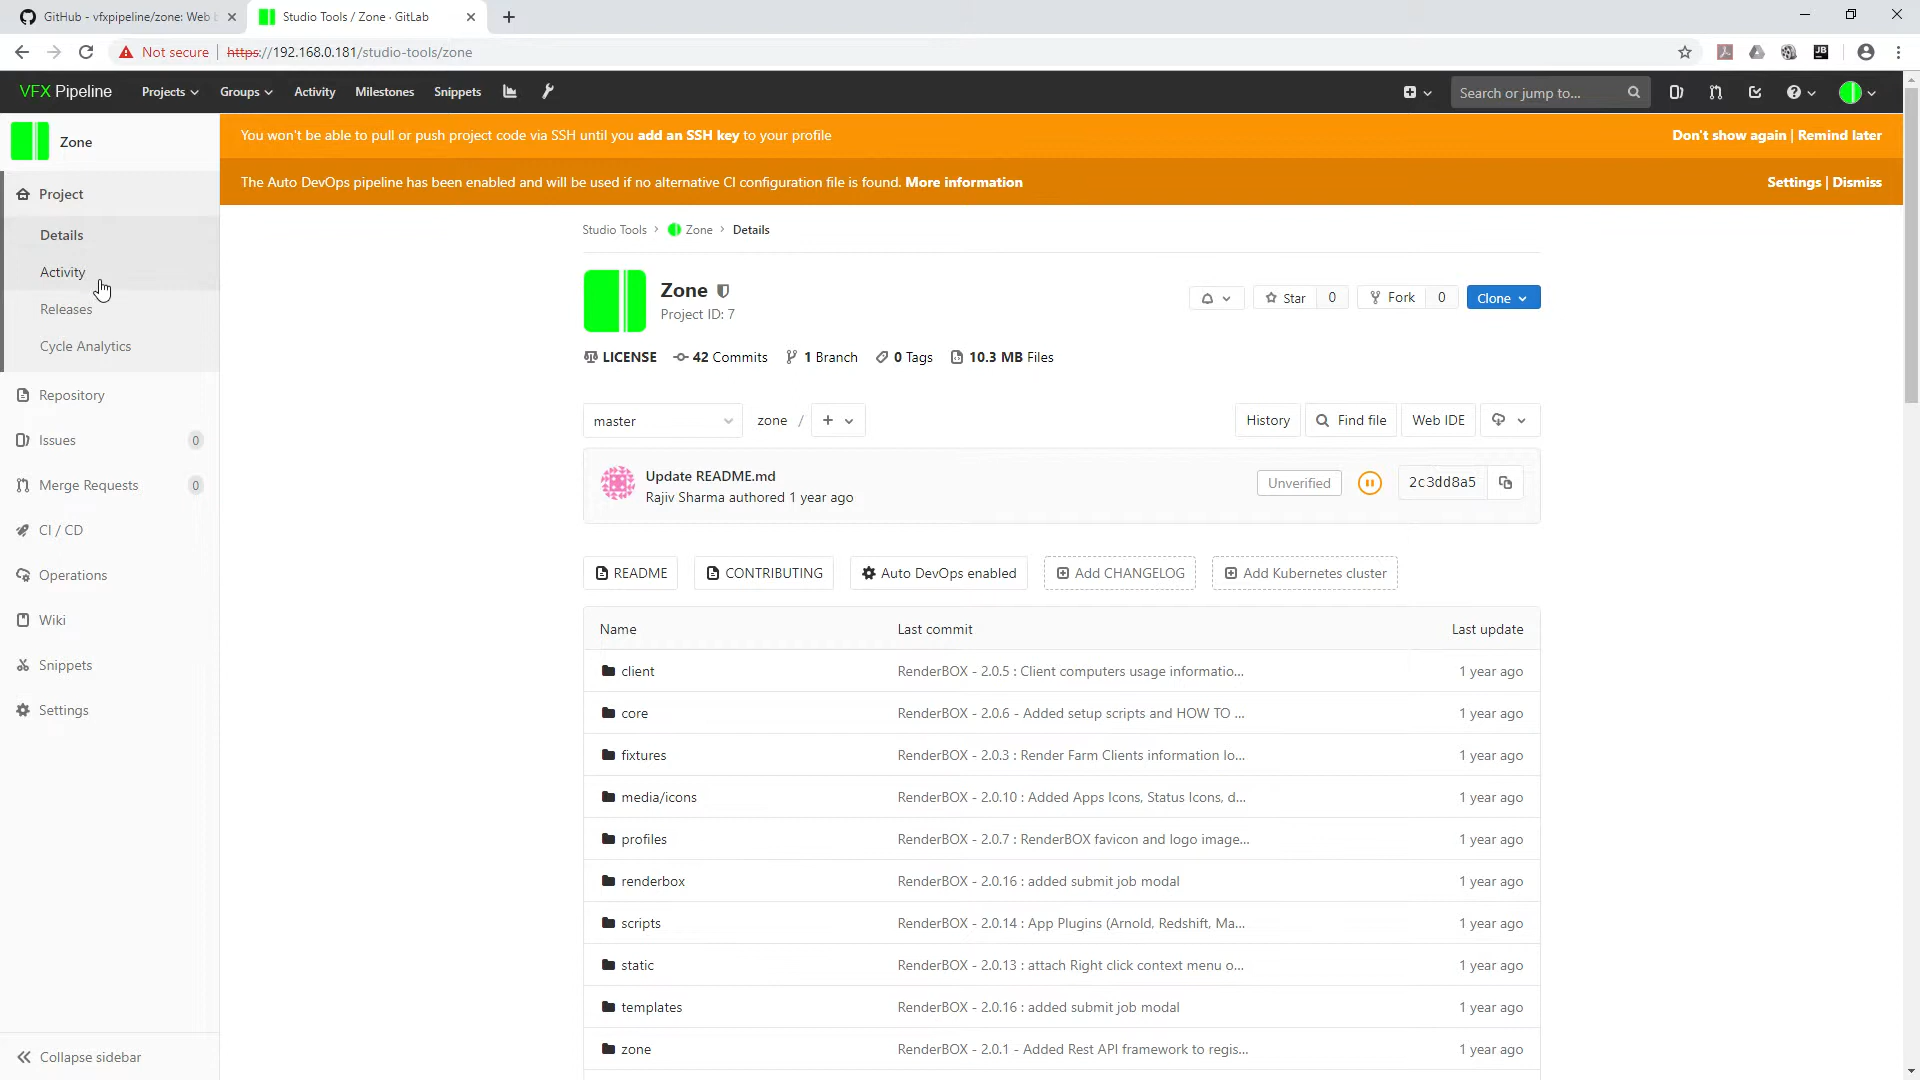 GitHub - vfxpipeline/zone: Web b
Studio Tools / Zone · GitLab
Not secure
https://192.168.0.181/studio-tools/zone
JB
VFX Pipeline
Projects
Groups
Activity
Milestones
Snippets
Search or jump to...
Zone
You won't be able to pull or push project code via SSH until you add an SSH key to your profile
Don't show again | Remind later
The Auto DevOps pipeline has been enabled and will be used if no alternative CI configuration file is found. More information
Settings | Dismiss
Project
Details
Activity
Releases
Cycle Analytics
Repository
Issues 0
Merge Requests 0
CI / CD
Operations
Wiki
Snippets
Settings
Collapse sidebar
Studio Tools > Zone > Details
Zone
Project ID: 7
Star 0
Fork 0
Clone
LICENSE
42 Commits
1 Branch
0 Tags
10.3 MB Files
master
zone /
History
Find file
Web IDE
Update README.md
Rajiv Sharma authored 1 year ago
Unverified
2c3dd8a5
README
CONTRIBUTING
Auto DevOps enabled
Add CHANGELOG
Add Kubernetes cluster
Name Last commit Last update
client RenderBOX - 2.0.5 : Client computers usage informatio... 1 year ago
core RenderBOX - 2.0.6 - Added setup scripts and HOW TO ... 1 year ago
fixtures RenderBOX - 2.0.3 : Render Farm Clients information lo... 1 year ago
media/icons RenderBOX - 2.0.10 : Added Apps Icons, Status Icons, d... 1 year ago
profiles RenderBOX - 2.0.7 : RenderBOX favicon and logo image... 1 year ago
renderbox RenderBOX - 2.0.16 : added submit job modal 1 year ago
scripts RenderBOX - 2.0.14 : App Plugins (Arnold, Redshift, Ma... 1 year ago
static RenderBOX - 2.0.13 : attach Right click context menu o... 1 year ago
templates RenderBOX - 2.0.16 : added submit job modal 1 year ago
zone RenderBOX - 2.0.1 - Added Rest API framework to regis... 1 year ago